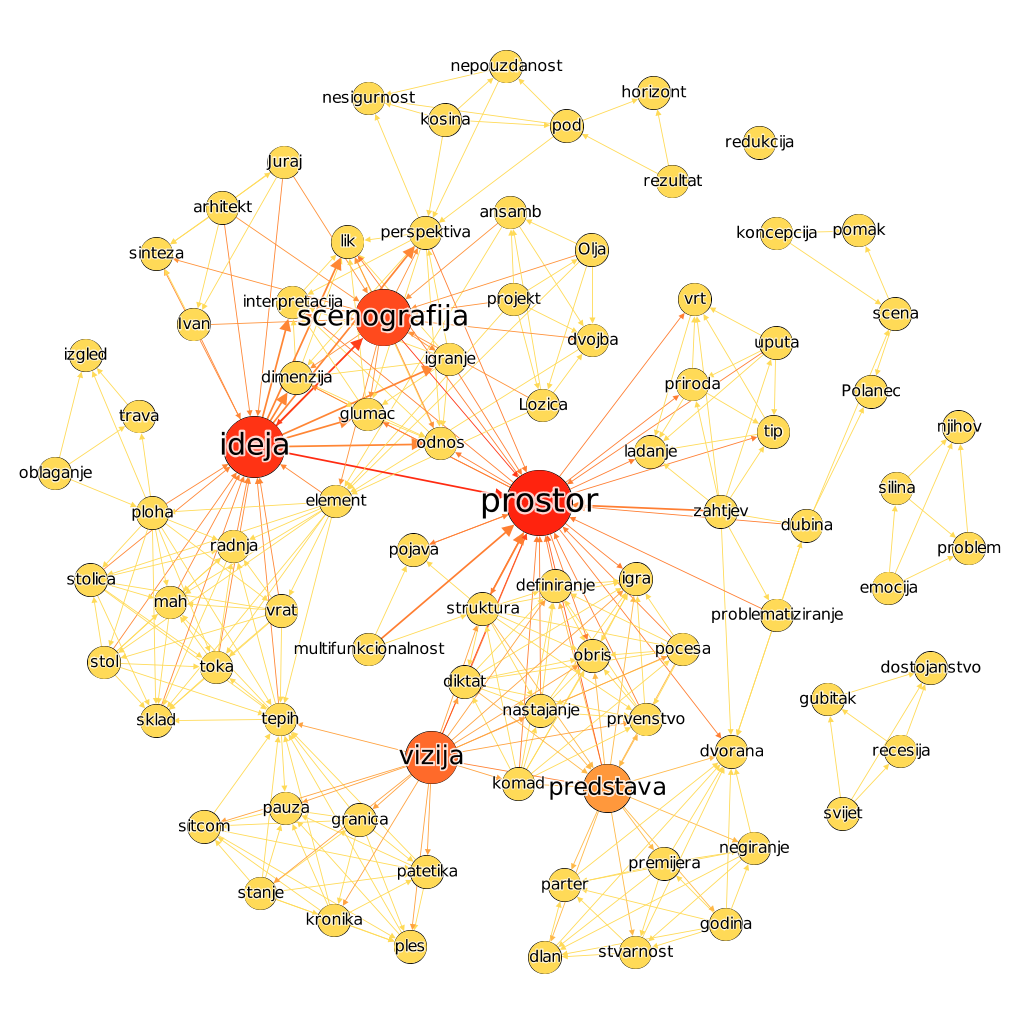 nepouzdanost
nesigurnost
horizont
kosina
pod
redukcija
Juraj
rezultat
arhitekt
ansamb
lik
perspektiva
koncepcija
pomak
sinteza
Olja
interpretacija
projekt
vrt
scenografija
scena
Ivan
dvojba
uputa
izgled
igranje
dimenzija
priroda
Polanec
Lozica
trava
glumac
njihov
ideja
odnos
tip
ladanje
oblaganje
silina
element
prostor
ploha
zahtjev
dubina
radnja
pojava
problem
stolica
definiranje
igra
emocija
mah
vrat
struktura
problematiziranje
multifunkcionalnost
pocesa
obris
stol
toka
dostojanstvo
diktat
gubitak
sklad
tepih
nastajanje
prvenstvo
vizija
dvorana
recesija
komad
predstava
pauza
svijet
sitcom
granica
negiranje
premijera
patetika
parter
stanje
kronika
godina
ples
stvarnost
dlan